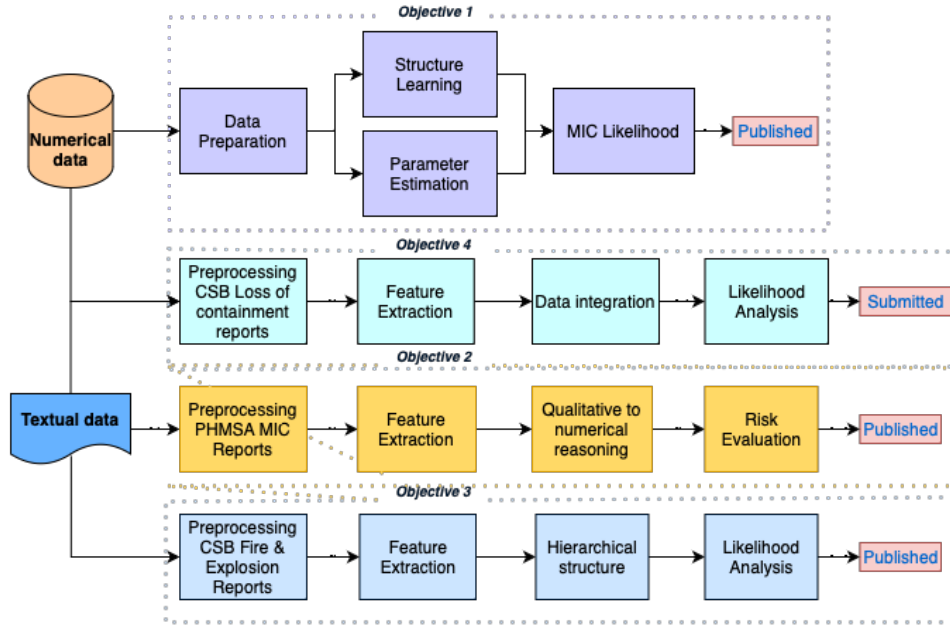 Objective 1
Numerical
data
Data
Preparation
Structure
Learning
Parameter
Estimation
MIC Likelihood
Published
Objective 4
Preprocessing
CSB Loss of
containment
reports
Feature
Extraction
Data integration
Likelihood
Analysis
Submitted
Objective 2
Textual data
Preprocessing
PHMSA MIC
Reports
Feature
Extraction
Qualitative to
numerical
reasoning
Risk
Evaluation
Published
Objective 3
Preprocessing
CSB Fire &
Explosion
Reports
Feature
Extraction
Hierarchical
structure
Likelihood
Analysis
Published